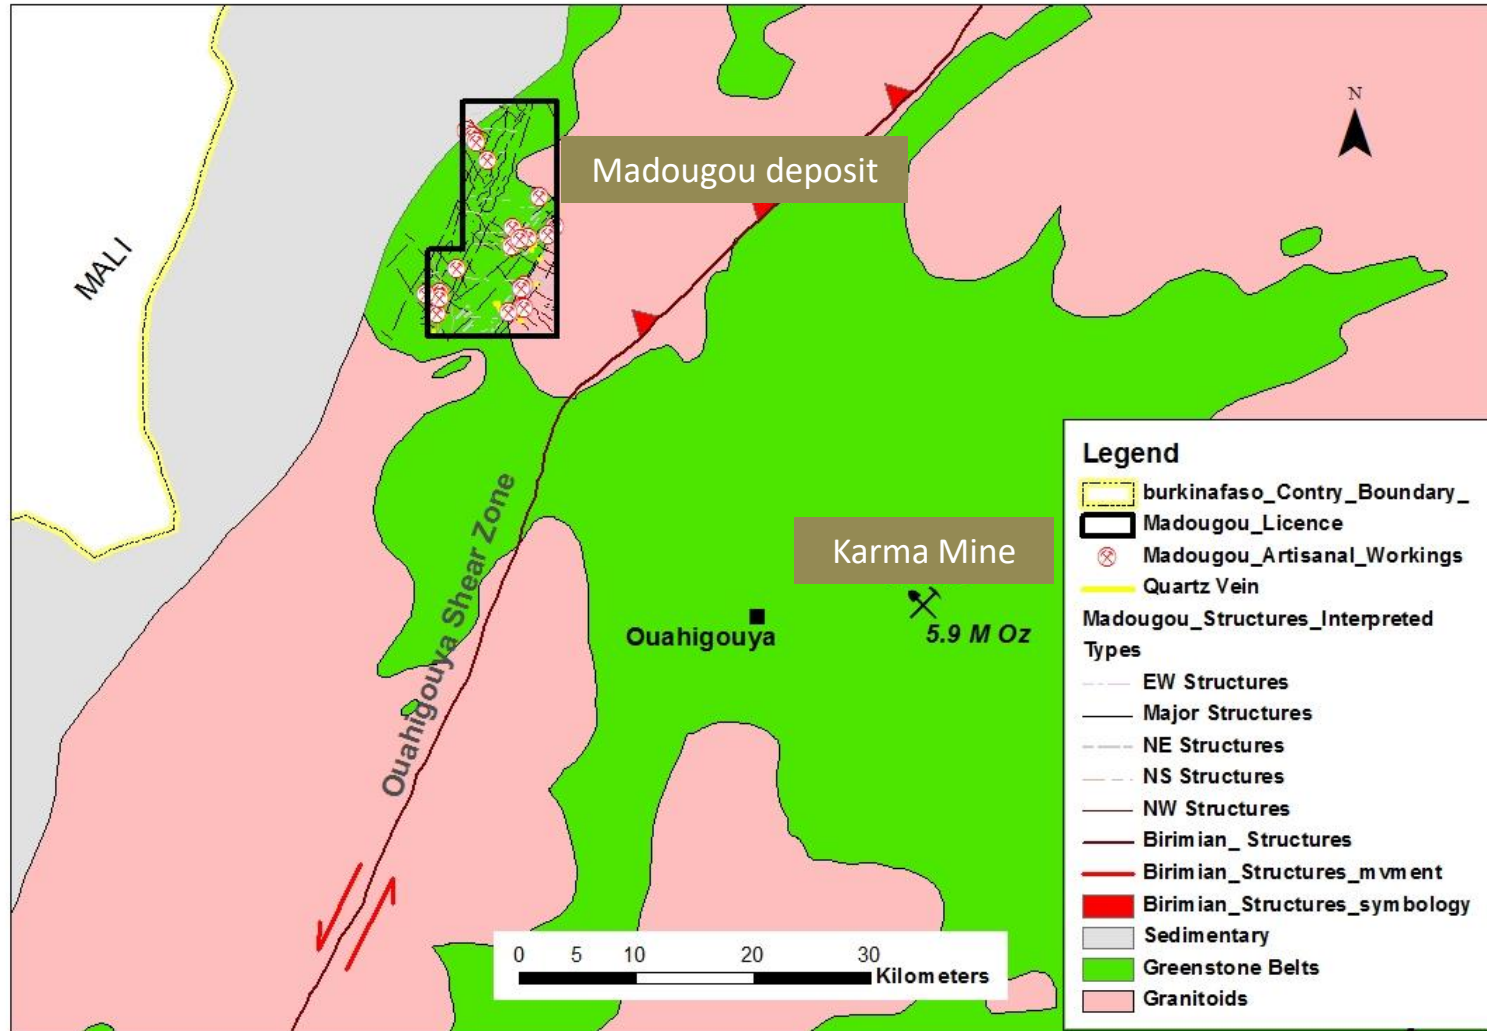 N
Madougou deposit
MALI
Ouahigouya Shear Zone
Karma Mine
Ouahigouya
5.9 M Oz
0 5 10 20 30
Kilometers
Legend
burkinafaso_Contry_Boundary_
Madougou_Licence
Madougou_Artisanal_Workings
Quartz Vein
Madougou_Structures_Interpreted
Types
EW Structures
Major Structures
NE Structures
NS Structures
NW Structures
Birimian_ Structures
Birimian_Structures_mvment
Birimian_Structures_symbology
Sedimentary
Greenstone Belts
Granitoids